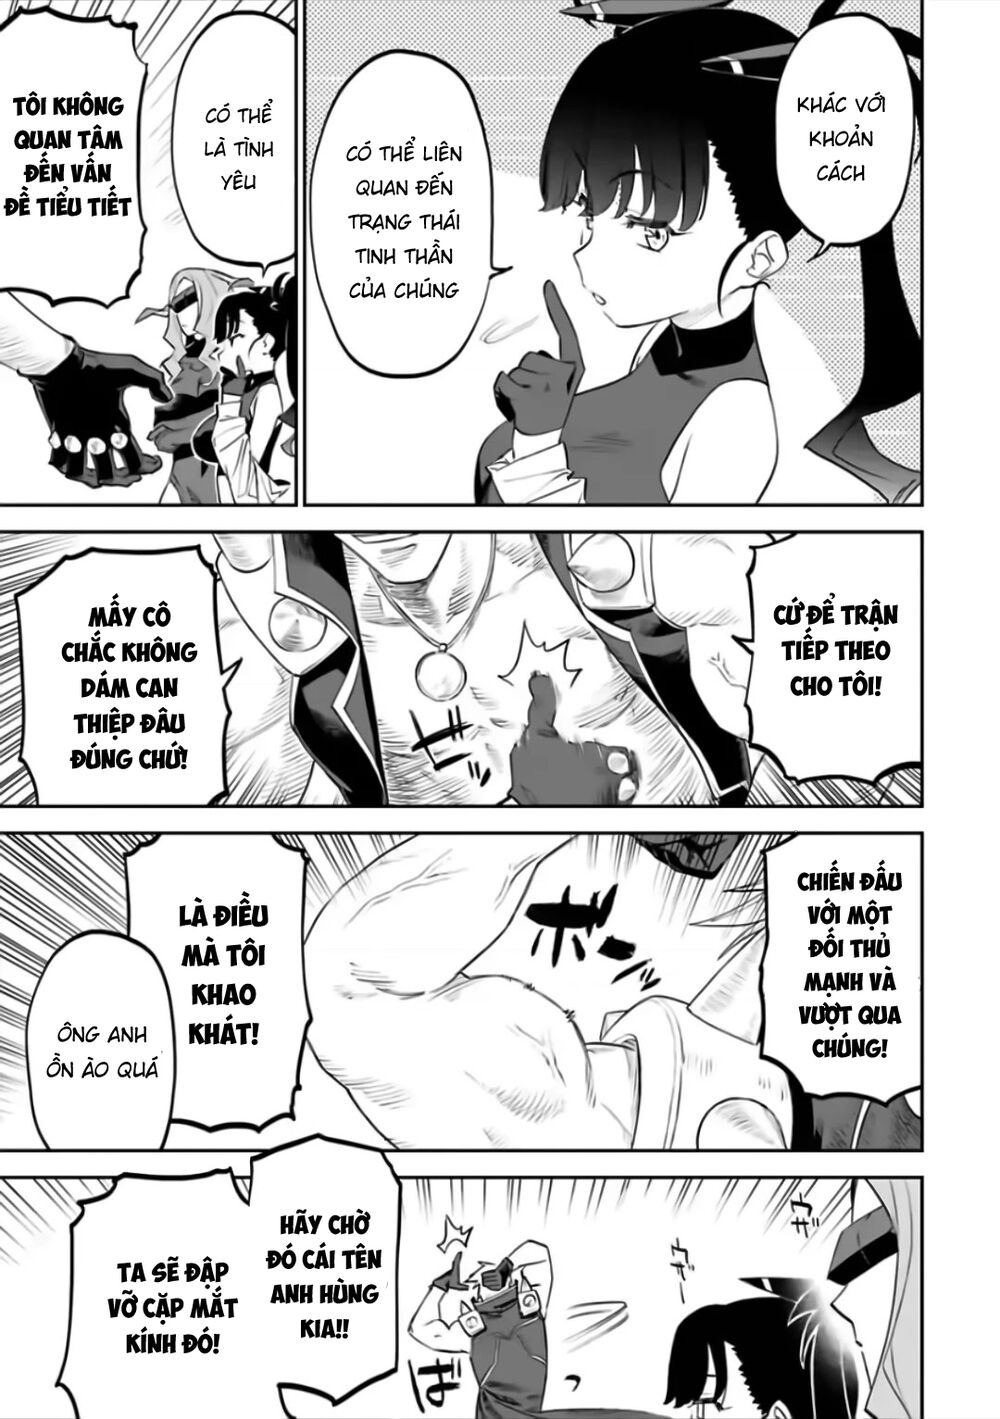 KHÁC VỚI
KHOẢN
CÁCH
CÓ THỂ LIÊN
QUAN ĐẾN
TRẠNG THÁI
TINH THẦN
CỦA CHÚNG
CÓ THỂ
LÀ TÌNH
YÊU
TÔI KHÔNG
QUAN TÂM
ĐẾN VẤN
ĐỀ TIỂU TIẾT
CỨ ĐỂ TRẬN
TIẾP THEO
CHO TÔI!
MẤY CÔ
CHẮC KHÔNG
DÁM CAN
THIỆP ĐÂU
ĐÚNG CHỨ!
CHIẾN ĐẤU
VỚI MỘT
ĐỐI THỦ
MẠNH VÀ
VƯỢT QUA
CHÚNG!
LÀ ĐIỀU
MÀ TÔI
KHAO
KHÁT!
ÔNG ANH
ỒN ÀO QUÁ
HÃY CHỜ
ĐÓ CÁI TÊN
ANH HÙNG
KIA!!
TA SẼ ĐẬP
VỠ CẶP MẮT
KÍNH ĐÓ!